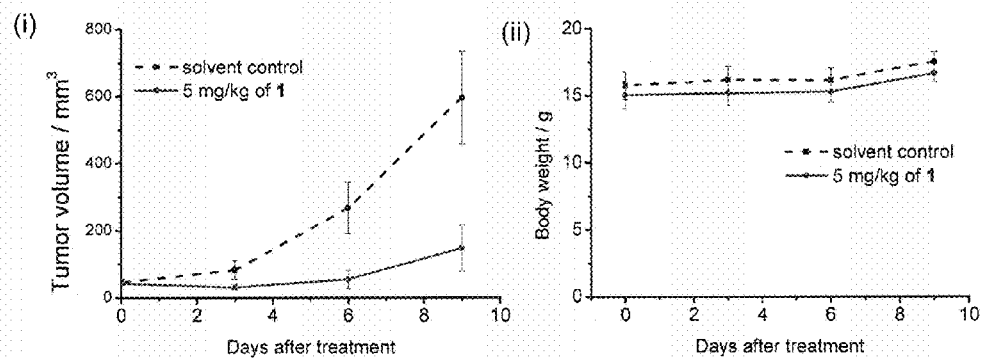 (i)
800
600
400
200
0
Tumor volume / mm³
solvent control
5 mg/kg of 1
0 2 4 6 8 10
Days after treatment
(ii)
20
15
10
5
0
Body weight / g
solvent control
5 mg/kg of 1
0 2 4 6 8 10
Days after treatment